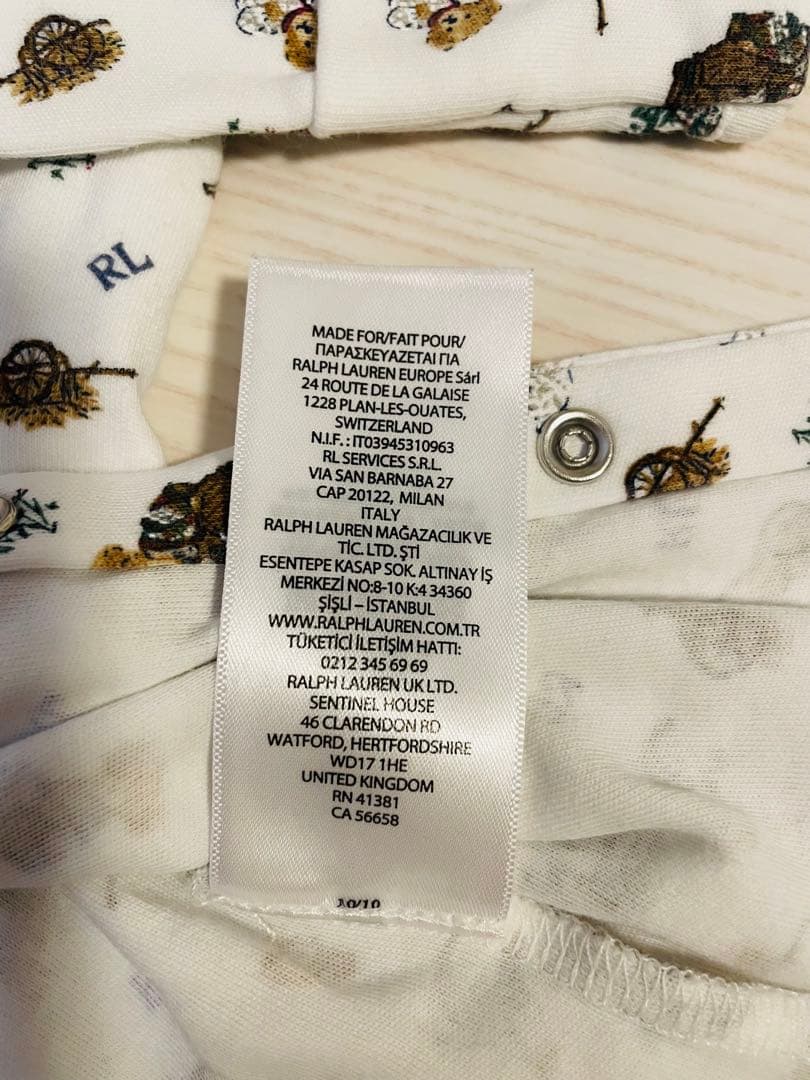 RL
MADE FOR/FAIT POUR/
ΠΑΡΑΣΚΕΥΑΖΕΤΑΙ ΓΙΑ
RALPH LAUREN EUROPE Sárl
24 ROUTE DE LA GALAISE
1228 PLAN-LES-OUATES,
SWITZERLAND
N.I.F. : IT03945310963
RL SERVICES S.R.L.
VIA SAN BARNABA 27
CAP 20122, MILAN
ITALY
RALPH LAUREN MAĞAZACILIK VE
TİC. LTD. ŞTİ
ESENTEPE KASAP SOK. ALTINAY İŞ
MERKEZİ NO:8-10 K:4 34360
ŞİŞLİ – İSTANBUL
WWW.RALPHLAUREN.COM.TR
TÜKETİCİ İLETİŞİM HATTI:
0212 345 69 69
RALPH LAUREN UK LTD.
SENTINEL HOUSE
46 CLARENDON RD
WATFORD, HERTFORDSHIRE
WD17 1HE
UNITED KINGDOM
RN 41381
CA 56658